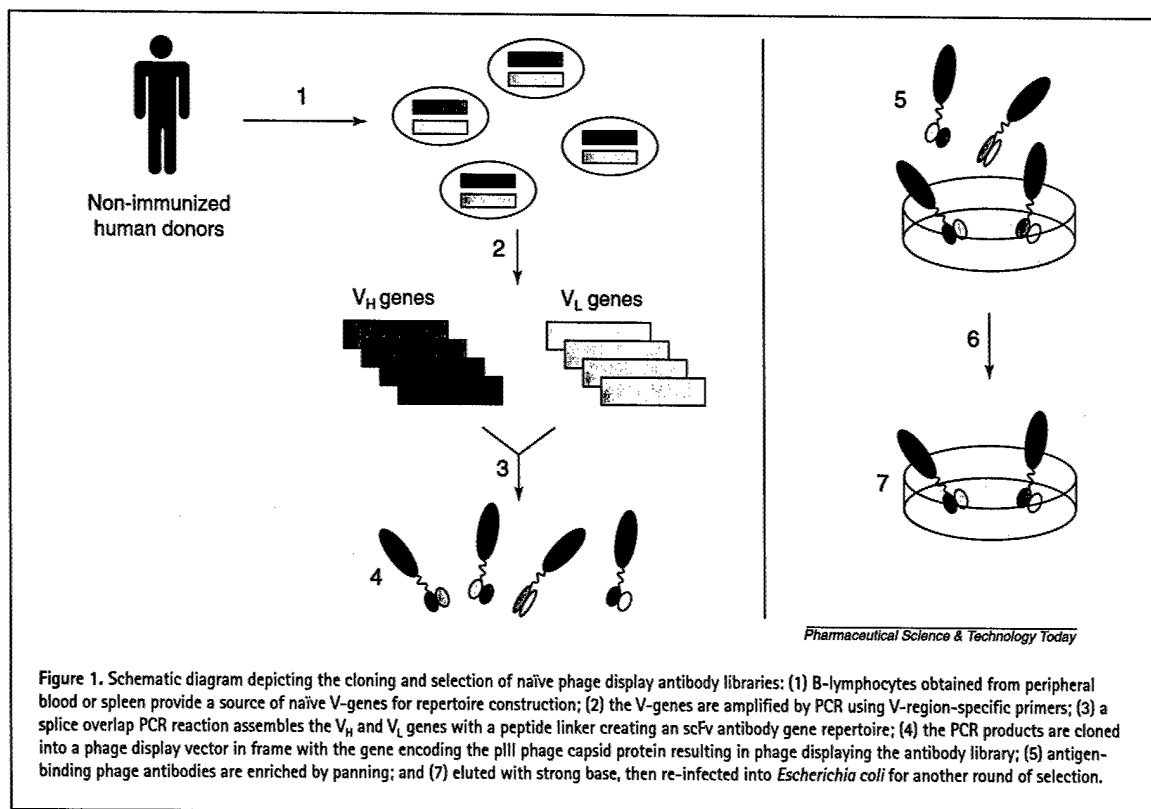 1
Non-immunized
human donors
2
V_H genes
V_L genes
3
4
5
6
7
Pharmaceutical Science & Technology Today
Figure 1. Schematic diagram depicting the cloning and selection of naïve phage display antibody libraries: (1) B-lymphocytes obtained from peripheral
blood or spleen provide a source of naïve V-genes for repertoire construction; (2) the V-genes are amplified by PCR using V-region-specific primers; (3) a
splice overlap PCR reaction assembles the V_H and V_L genes with a peptide linker creating an scFv antibody gene repertoire; (4) the PCR products are cloned
into a phage display vector in frame with the gene encoding the pIII phage capsid protein resulting in phage displaying the antibody library; (5) antigen-
binding phage antibodies are enriched by panning; and (7) eluted with strong base, then re-infected into Escherichia coli for another round of selection.